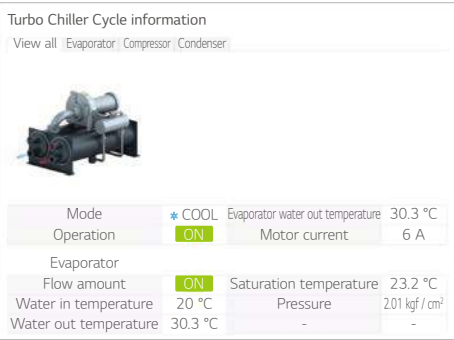 Turbo Chiller Cycle information
View all Evaporator Compressor Condenser
Mode COOL Evaporator water out temperature 30.3 °C
Operation ON Motor current 6 A
Evaporator
Flow amount ON Saturation temperature 23.2 °C
Water in temperature 20 °C Pressure 2.01 kgf / cm²
Water out temperature 30.3 °C - -